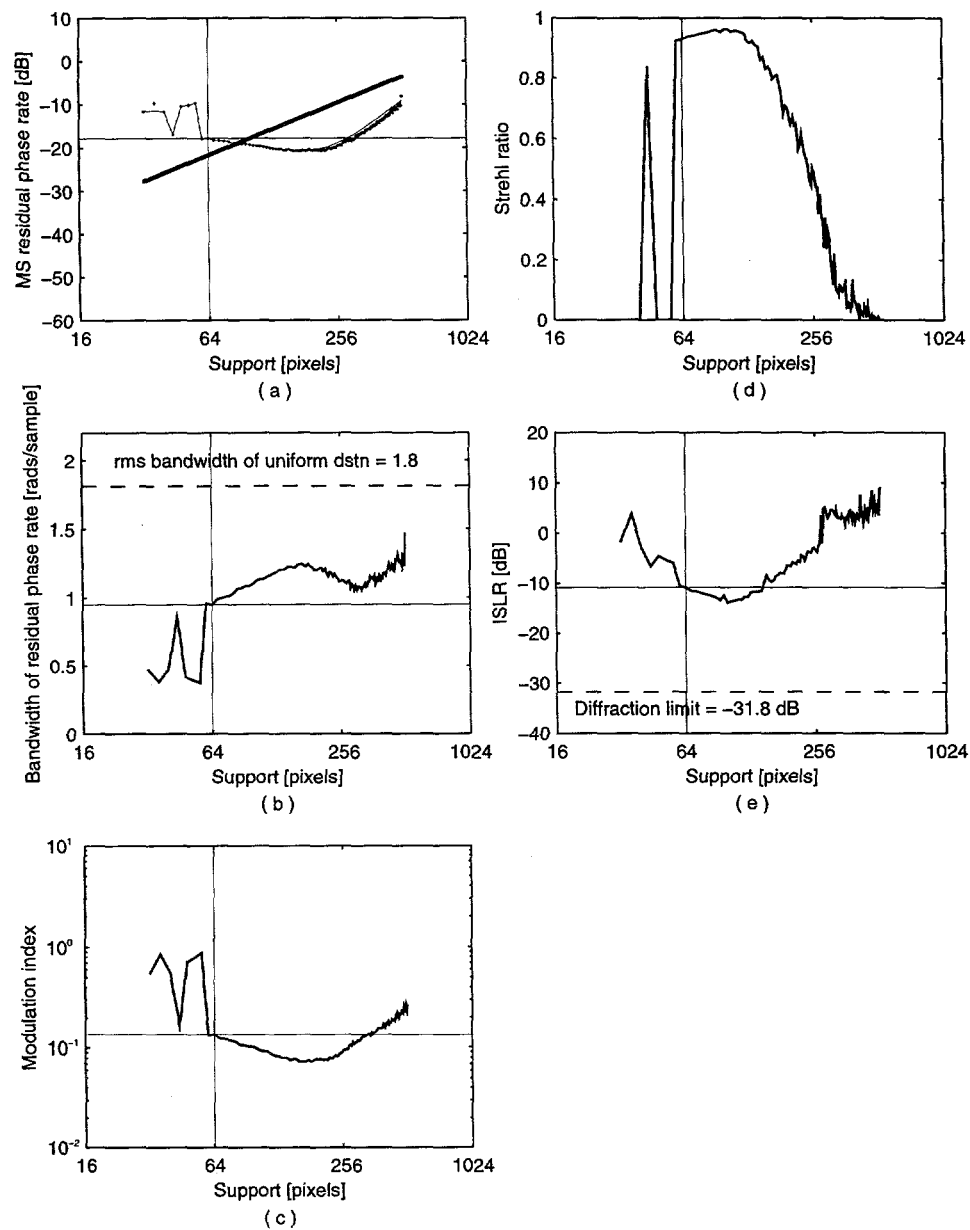 MS residual phase rate [dB]
10
0
−10
−20
−30
−40
−50
−60
16
64
256
1024
Support [pixels]
( a )
Strehl ratio
1
0.8
0.6
0.4
0.2
0
16
64
256
1024
Support [pixels]
( d )
Bandwidth of residual phase rate [rads/sample]
2
1.5
1
0.5
0
rms bandwidth of uniform dstn = 1.8
16
64
256
1024
Support [pixels]
( b )
ISLR [dB]
20
10
0
−10
−20
−30
−40
Diffraction limit = −31.8 dB
16
64
256
1024
Support [pixels]
(e)
Modulation index
10¹
10⁰
10⁻¹
10⁻²
16
64
256
1024
Support [pixels]
( c )